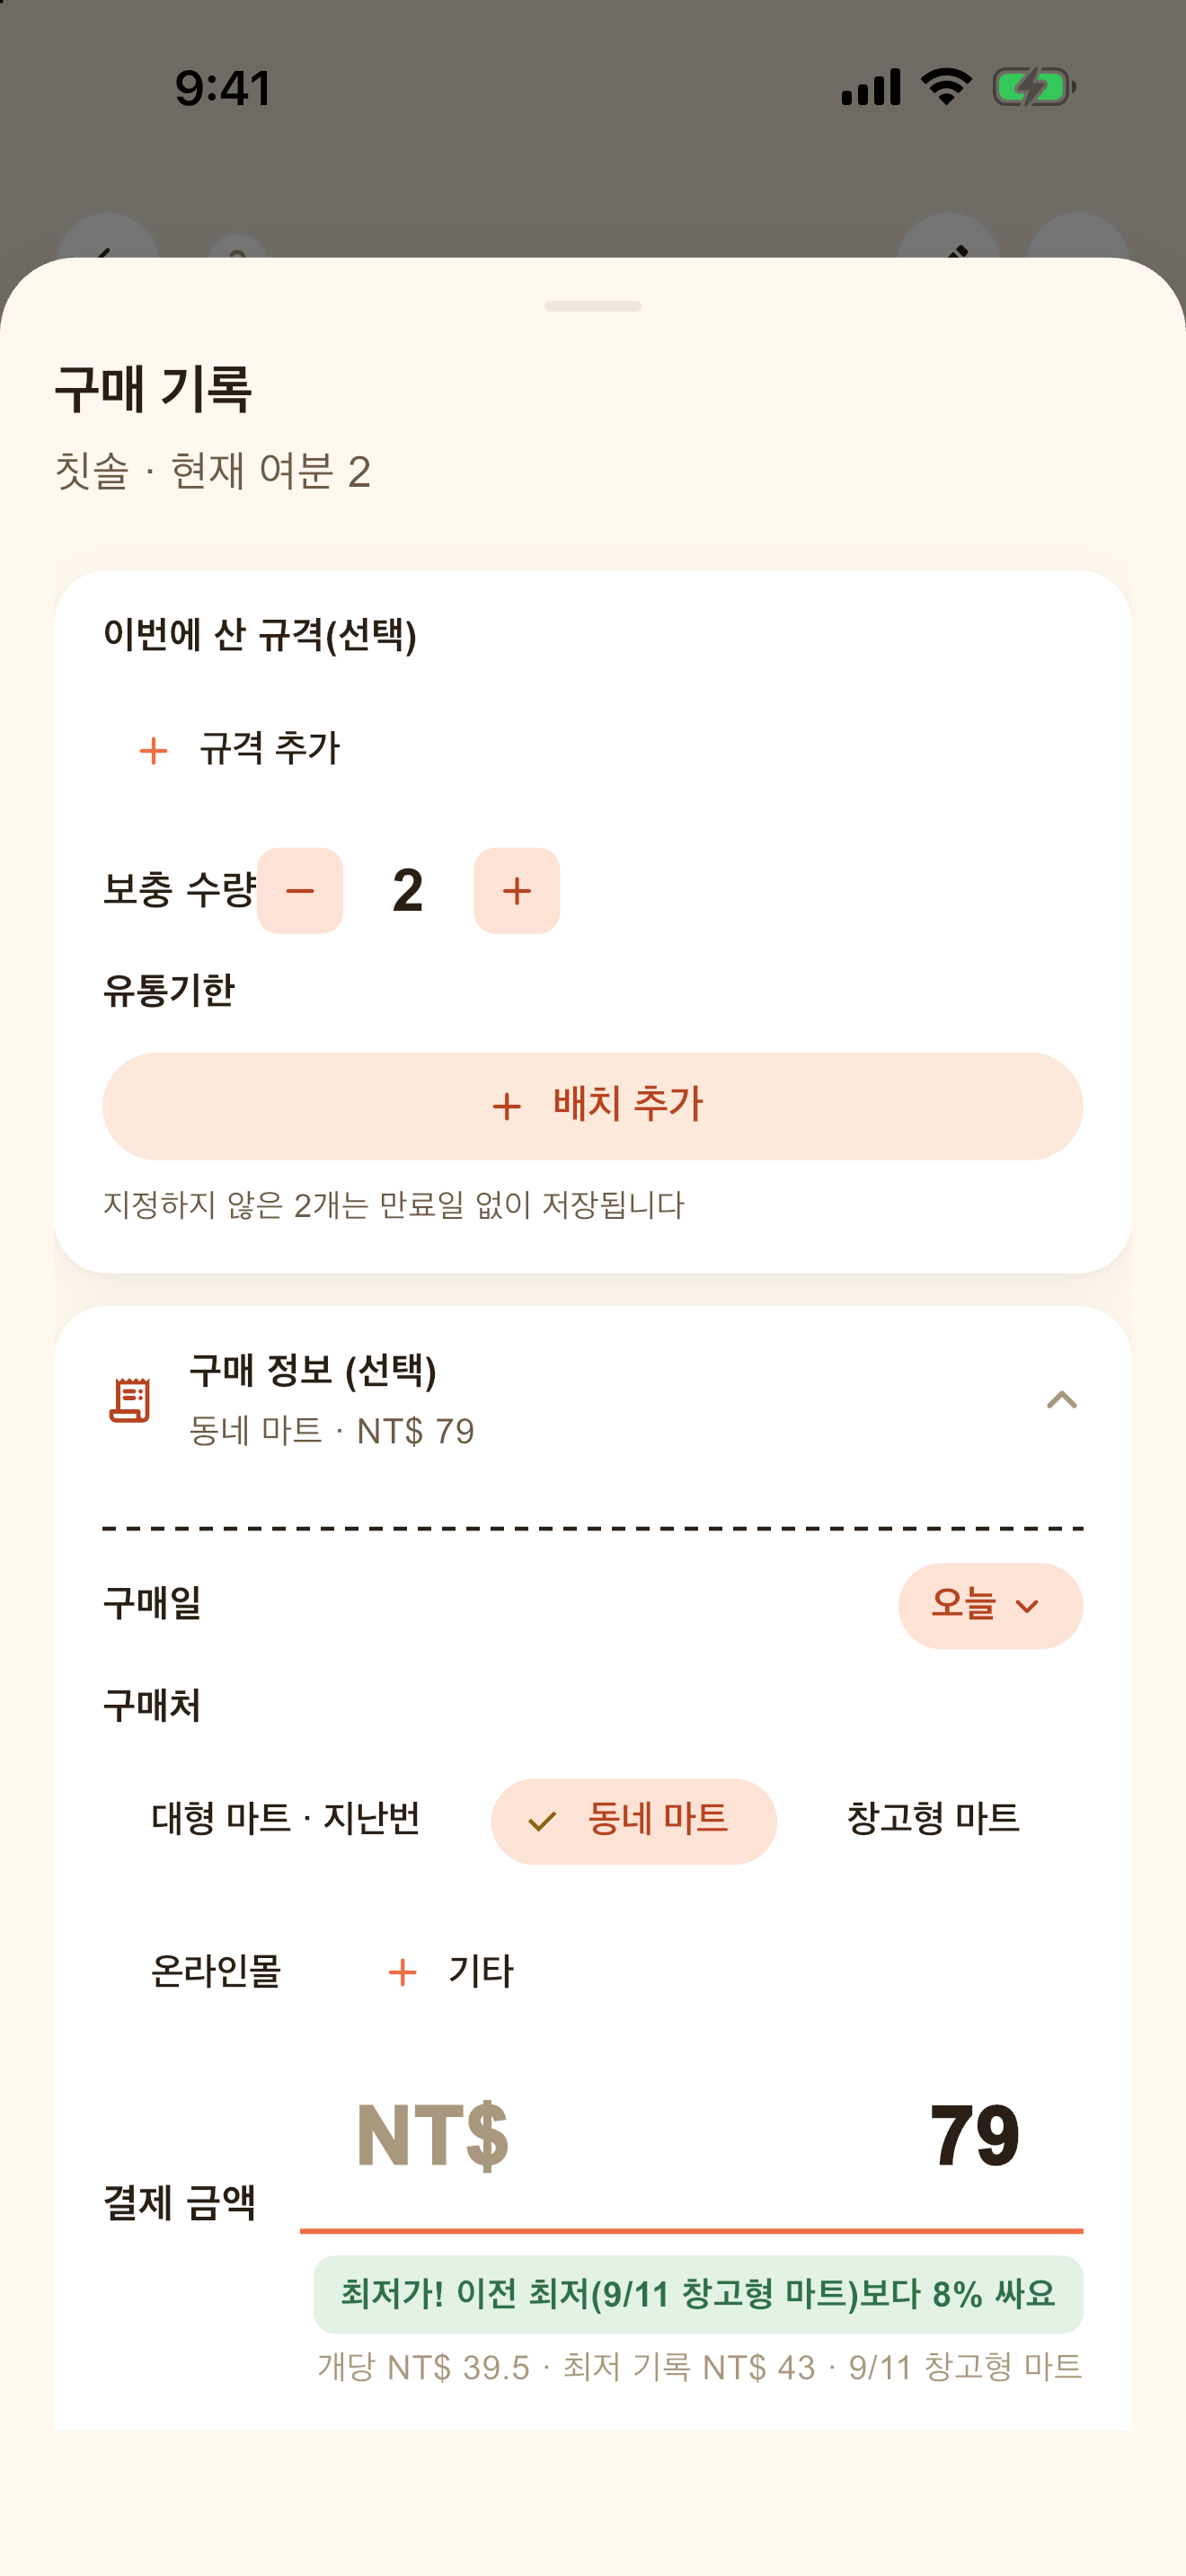 9:41
구매 기록
칫솔 · 현재 여분 2
이번에 산 규격(선택)
+ 규격 추가
보충 수량 − 2 +
유통기한
+ 배치 추가
지정하지 않은 2개는 만료일 없이 저장됩니다
구매 정보 (선택)
동네 마트 · NT$ 79
구매일 오늘
구매처
대형 마트 · 지난번 동네 마트 창고형 마트
온라인몰 + 기타
NT$ 79
결제 금액
최저가! 이전 최저(9/11 창고형 마트)보다 8% 싸요
개당 NT$ 39.5 · 최저 기록 NT$ 43 · 9/11 창고형 마트